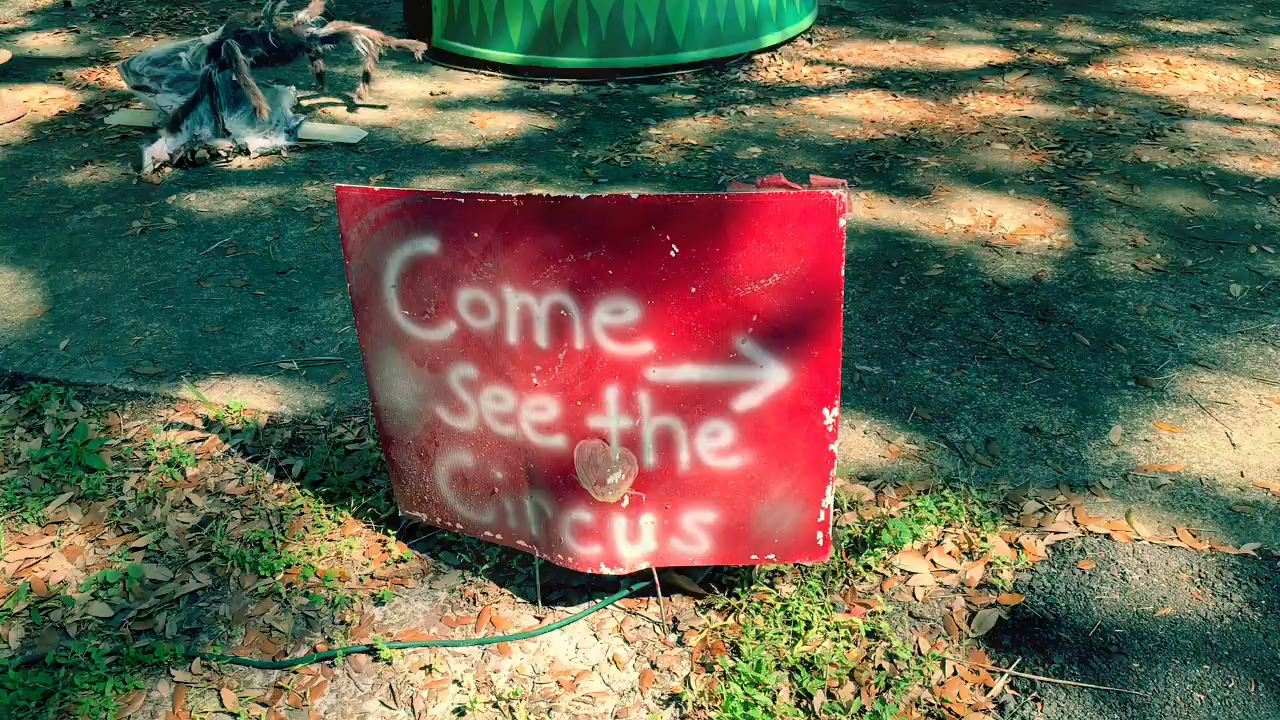 Come
See the →
Circus